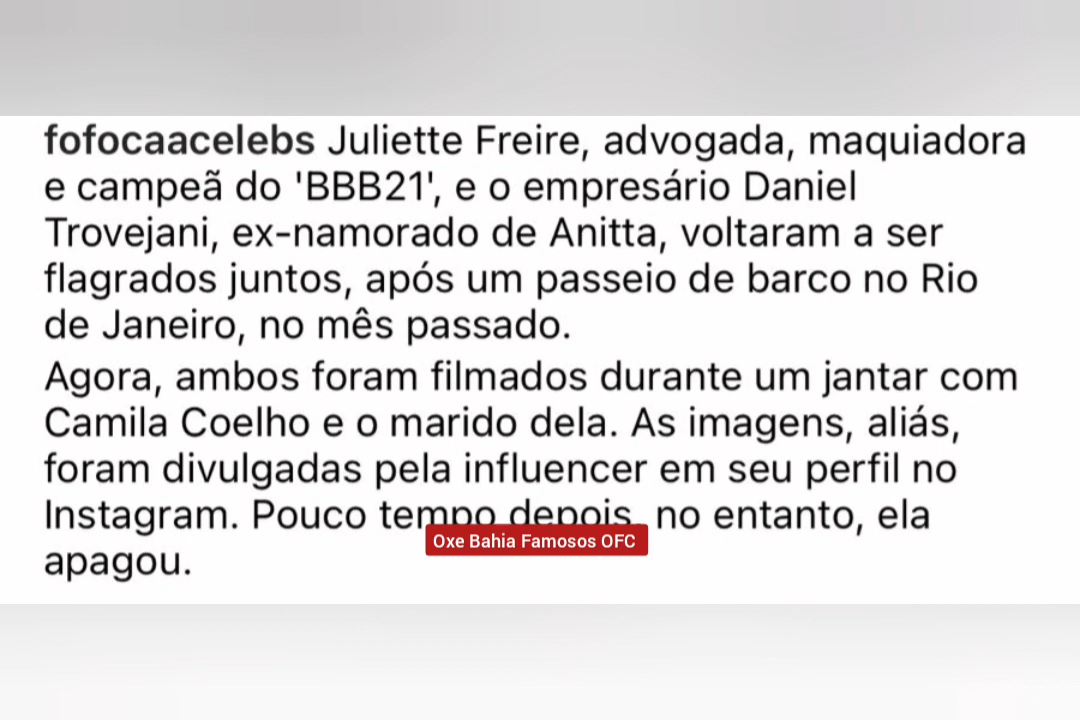 fofocaacelebs Juliette Freire, advogada, maquiadora
e campeã do 'BBB21', e o empresário Daniel
Trovejani, ex-namorado de Anitta, voltaram a ser
flagrados juntos, após um passeio de barco no Rio
de Janeiro, no mês passado.
Agora, ambos foram filmados durante um jantar com
Camila Coelho e o marido dela. As imagens, aliás,
foram divulgadas pela influencer em seu perfil no
Instagram. Pouco tempo depois, no entanto, ela
Oxe Bahia Famosos OFC
apagou.